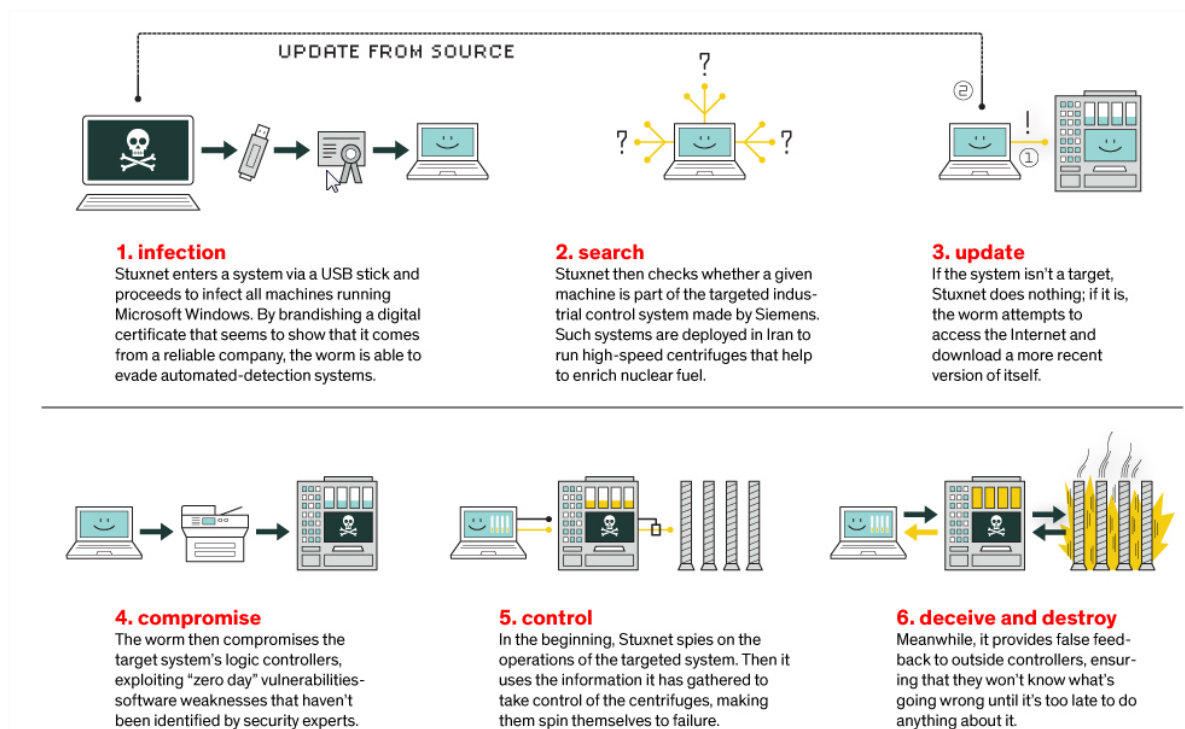 UPDATE FROM SOURCE
?
?
?
②
!
①
1. infection
Stuxnet enters a system via a USB stick and
proceeds to infect all machines running
Microsoft Windows. By brandishing a digital
certificate that seems to show that it comes
from a reliable company, the worm is able to
evade automated-detection systems.
2. search
Stuxnet then checks whether a given
machine is part of the targeted indus-
trial control system made by Siemens.
Such systems are deployed in Iran to
run high-speed centrifuges that help
to enrich nuclear fuel.
3. update
If the system isn't a target,
Stuxnet does nothing; if it is,
the worm attempts to
access the Internet and
download a more recent
version of itself.
4. compromise
The worm then compromises the
target system's logic controllers,
exploiting "zero day" vulnerabilities-
software weaknesses that haven't
been identified by security experts.
5. control
In the beginning, Stuxnet spies on the
operations of the targeted system. Then it
uses the information it has gathered to
take control of the centrifuges, making
them spin themselves to failure.
6. deceive and destroy
Meanwhile, it provides false feed-
back to outside controllers, ensur-
ing that they won't know what's
going wrong until it's too late to do
anything about it.